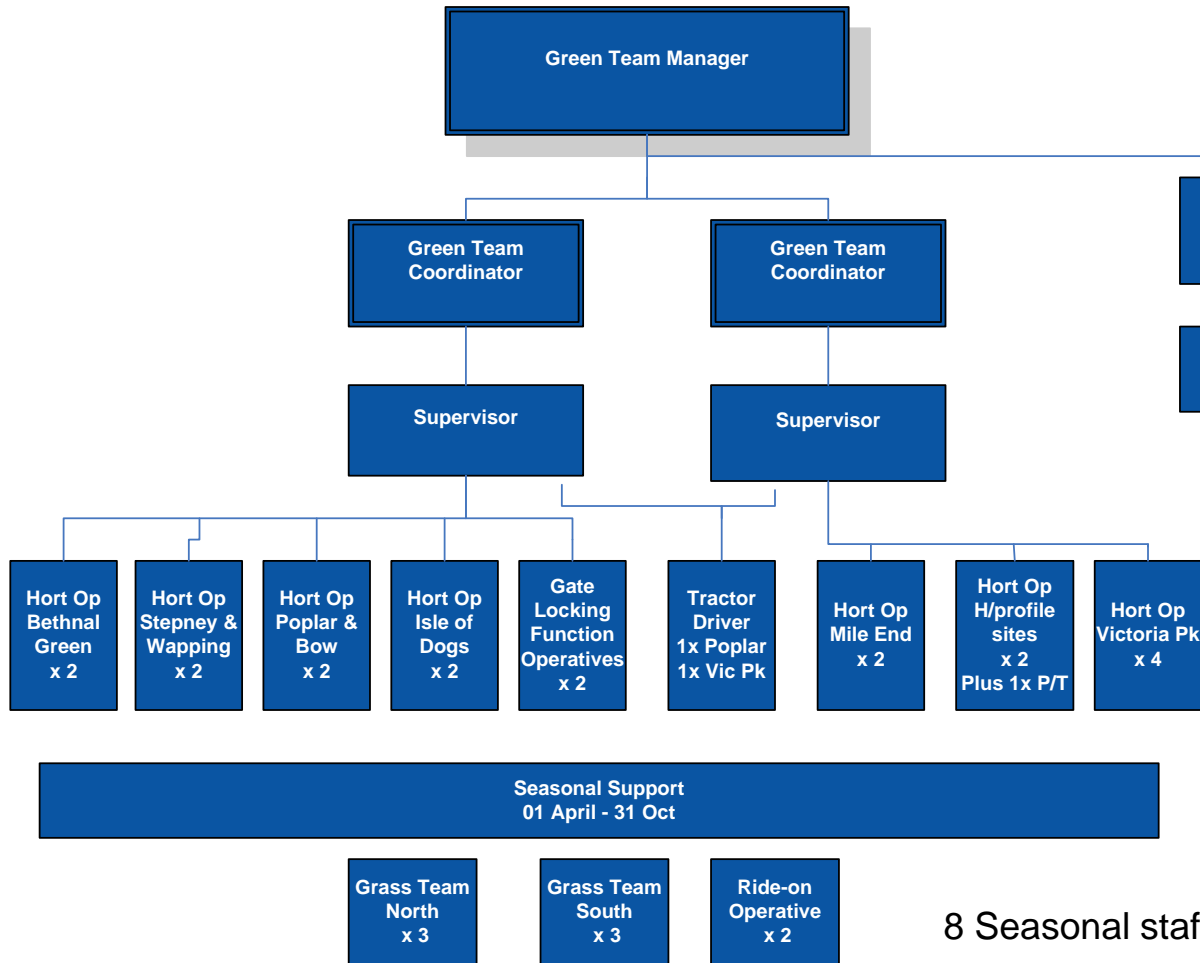 Green Team Manager
Green Team
Coordinator
Green Team
Coordinator
Supervisor
Supervisor
Hort Op
Bethnal
Green
x 2
Hort Op
Stepney &
Wapping
x 2
Hort Op
Poplar &
Bow
x 2
Hort Op
Isle of
Dogs
x 2
Gate
Locking
Function
Operatives
x 2
Tractor
Driver
1x Poplar
1x Vic Pk
Hort Op
Mile End
x 2
Hort Op
H/profile
sites
x 2
Plus 1x P/T
Hort Op
Victoria Pk
x 4
Seasonal Support
01 April - 31 Oct
Grass Team
North
x 3
Grass Team
South
x 3
Ride-on
Operative
x 2
8 Seasonal staf